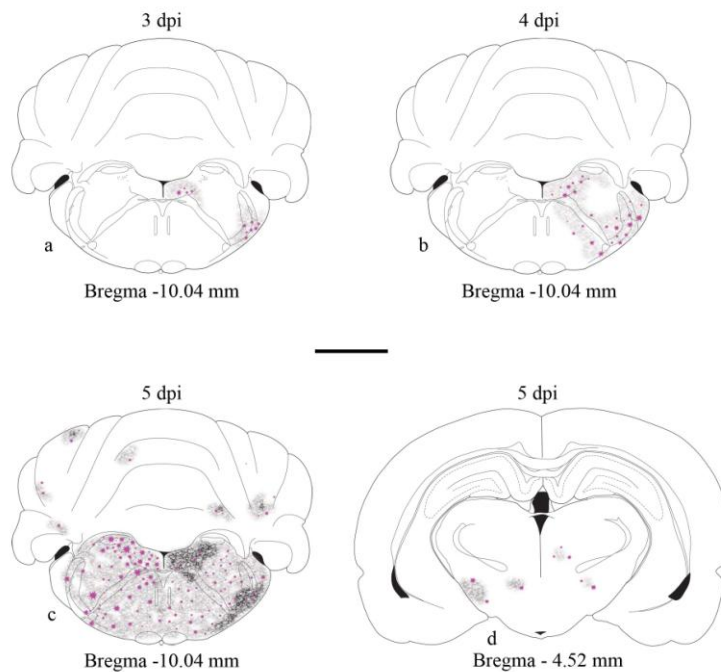 3 dpi
4 dpi
a
b
Bregma -10.04 mm
Bregma -10.04 mm
5 dpi
5 dpi
c
d
Bregma -10.04 mm
Bregma - 4.52 mm